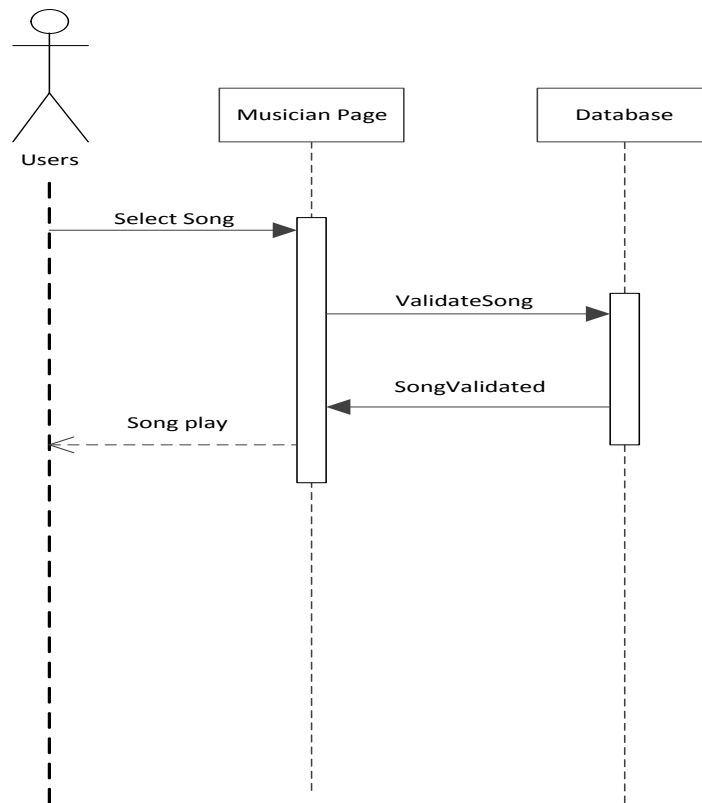 Musician Page
Database
Users
Select Song
ValidateSong
SongValidated
Song play